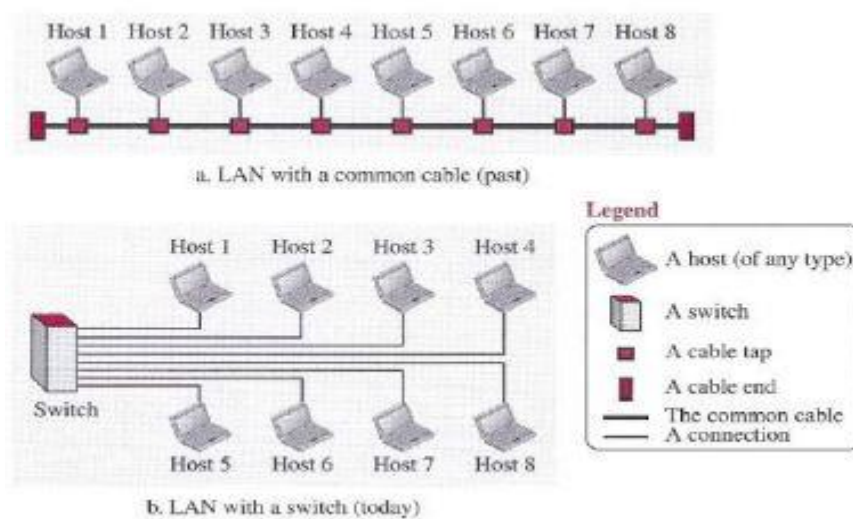 Host 1 Host 2 Host 3 Host 4 Host 5 Host 6 Host 7 Host 8
a. LAN with a common cable (past)
Host 1 Host 2 Host 3 Host 4
Switch
Host 5 Host 6 Host 7 Host 8
b. LAN with a switch (today)
Legend
A host (of any type)
A switch
A cable tap
A cable end
The common cable
A connection